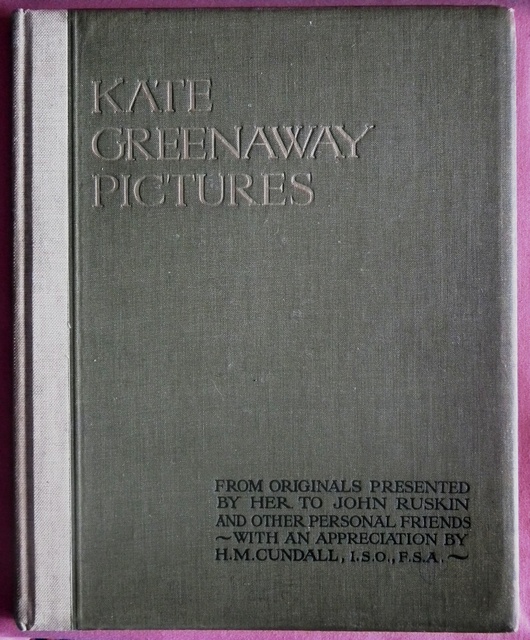 KATE
GREENAWAY
PICTURES
FROM ORIGINALS PRESENTED
BY HER TO JOHN RUSKIN
AND OTHER PERSONAL FRIENDS
~WITH AN APPRECIATION BY
H.M.CUNDALL, I.S.O., F.S.A. ~